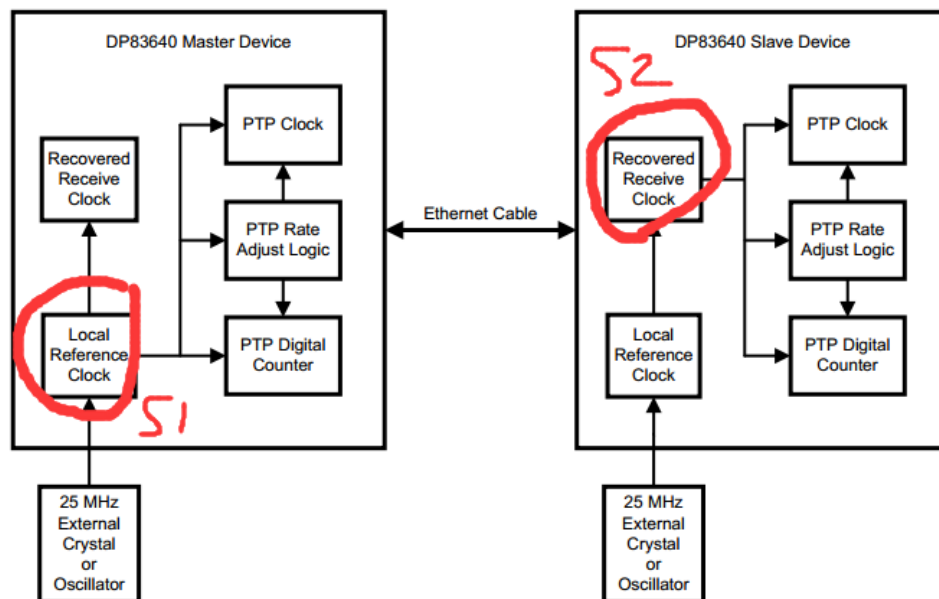 DP83640 Master Device
PTP Clock
Recovered
Receive
Clock
PTP Rate
Adjust Logic
Local
Reference
Clock
S1
PTP Digital
Counter
25 MHz
External
Crystal
or
Oscillator
Ethernet Cable
DP83640 Slave Device
S2
PTP Clock
Recovered
Receive
Clock
PTP Rate
Adjust Logic
Local
Reference
Clock
PTP Digital
Counter
25 MHz
External
Crystal
or
Oscillator